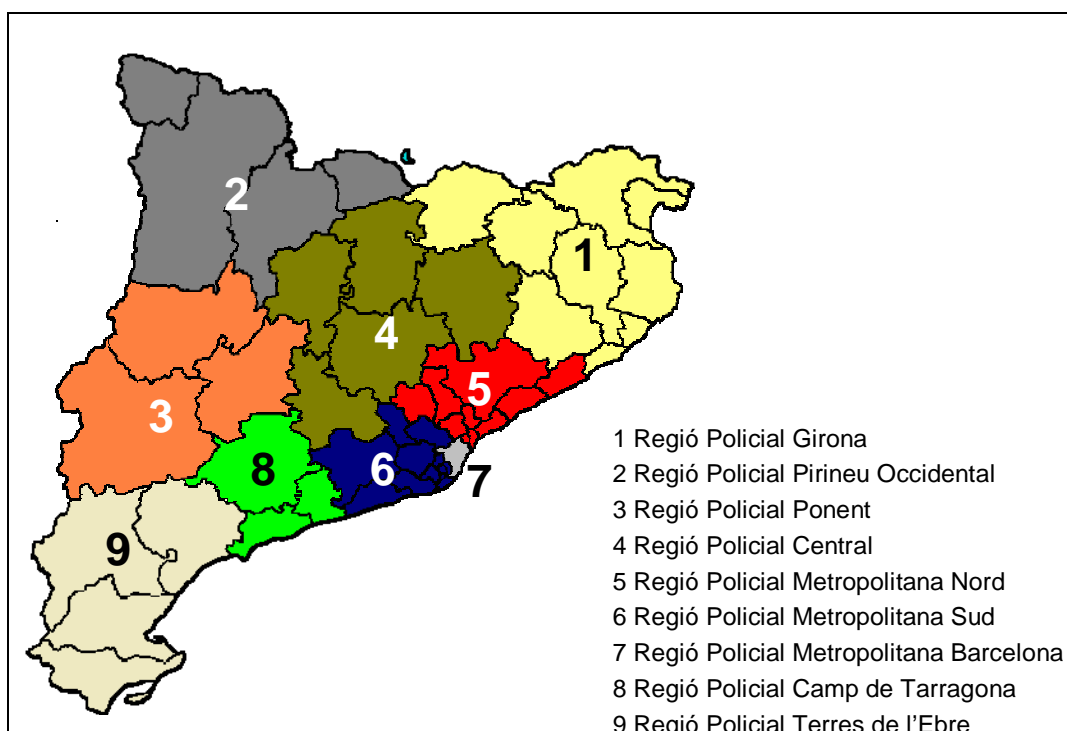 2
1
4
5
3
8
6
7
9
1 Regió Policial Girona
2 Regió Policial Pirineu Occidental
3 Regió Policial Ponent
4 Regió Policial Central
5 Regió Policial Metropolitana Nord
6 Regió Policial Metropolitana Sud
7 Regió Policial Metropolitana Barcelona
8 Regió Policial Camp de Tarragona
9 Regió Policial Terres de l'Ebre